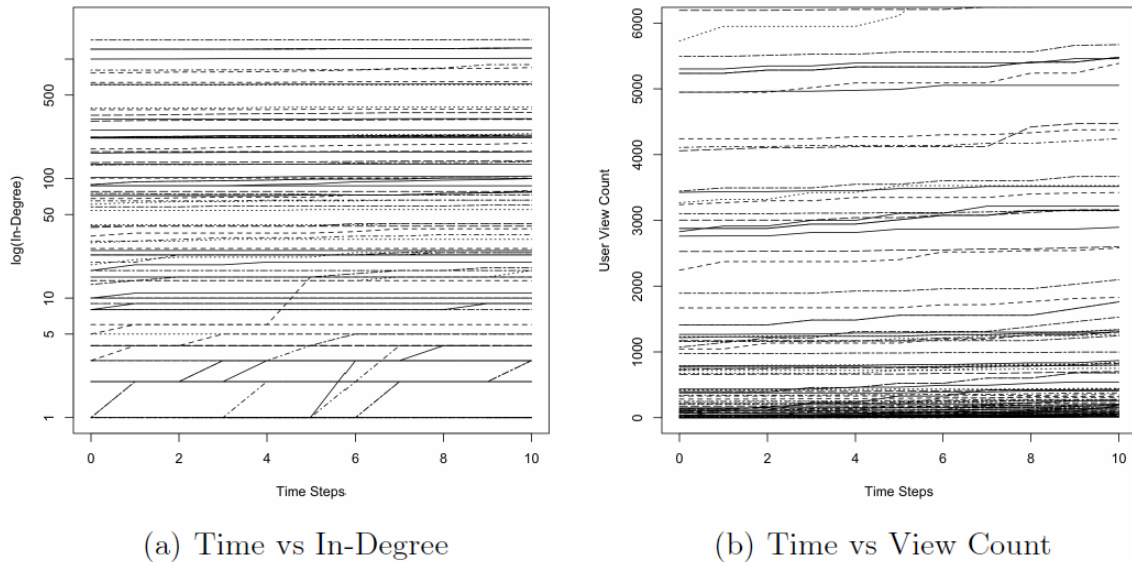 log(In-Degree)
500
100
50
10
5
1
0 2 4 6 8 10
Time Steps
(a) Time vs In-Degree
User View Count
6000
5000
4000
3000
2000
1000
0
0 2 4 6 8 10
Time Steps
(b) Time vs View Count